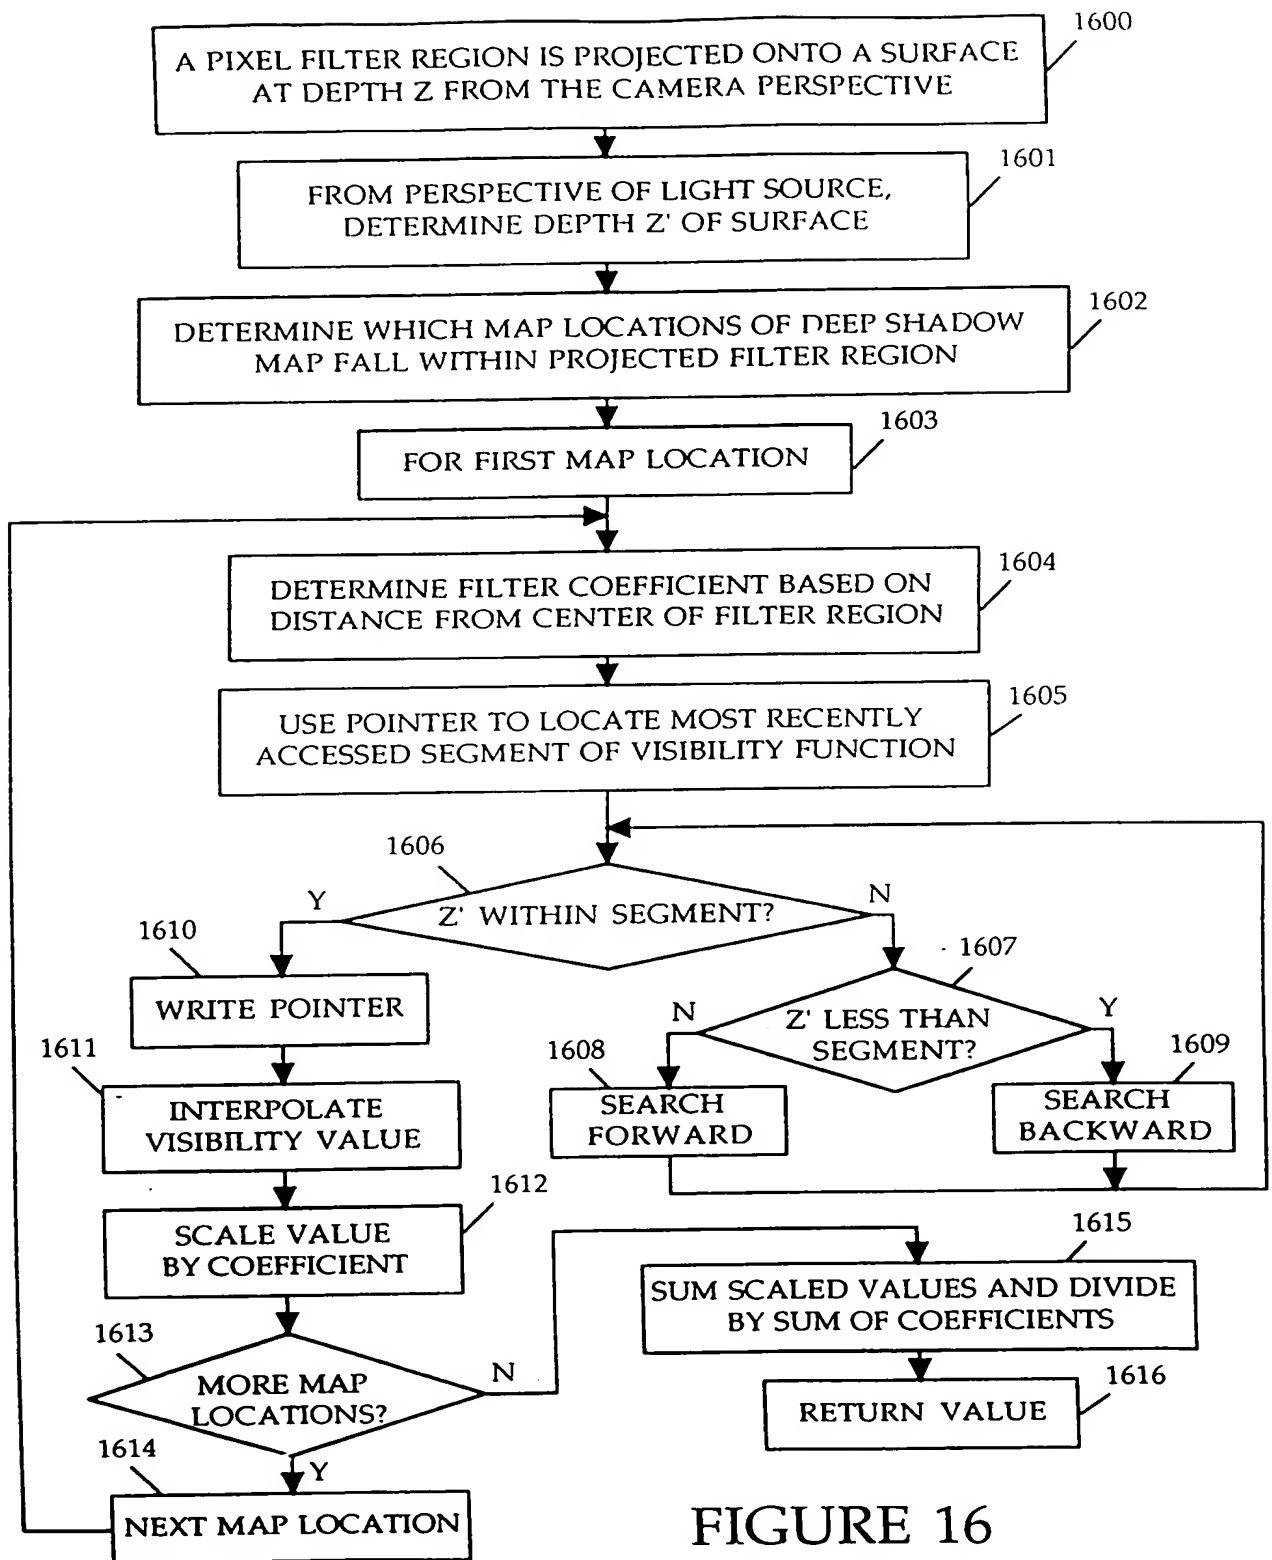 1600
A PIXEL FILTER REGION IS PROJECTED ONTO A SURFACE
AT DEPTH Z FROM THE CAMERA PERSPECTIVE
1601
FROM PERSPECTIVE OF LIGHT SOURCE,
DETERMINE DEPTH Z' OF SURFACE
1602
DETERMINE WHICH MAP LOCATIONS OF DEEP SHADOW
MAP FALL WITHIN PROJECTED FILTER REGION
1603
FOR FIRST MAP LOCATION
1604
DETERMINE FILTER COEFFICIENT BASED ON
DISTANCE FROM CENTER OF FILTER REGION
1605
USE POINTER TO LOCATE MOST RECENTLY
ACCESSED SEGMENT OF VISIBILITY FUNCTION
1606
Z' WITHIN SEGMENT?
Y
N
1607
Z' LESS THAN
SEGMENT?
N
Y
1608
SEARCH
FORWARD
1609
SEARCH
BACKWARD
1610
WRITE POINTER
1611
INTERPOLATE
VISIBILITY VALUE
1612
SCALE VALUE
BY COEFFICIENT
1613
MORE MAP
LOCATIONS?
N
Y
1614
NEXT MAP LOCATION
1615
SUM SCALED VALUES AND DIVIDE
BY SUM OF COEFFICIENTS
1616
RETURN VALUE
FIGURE 16